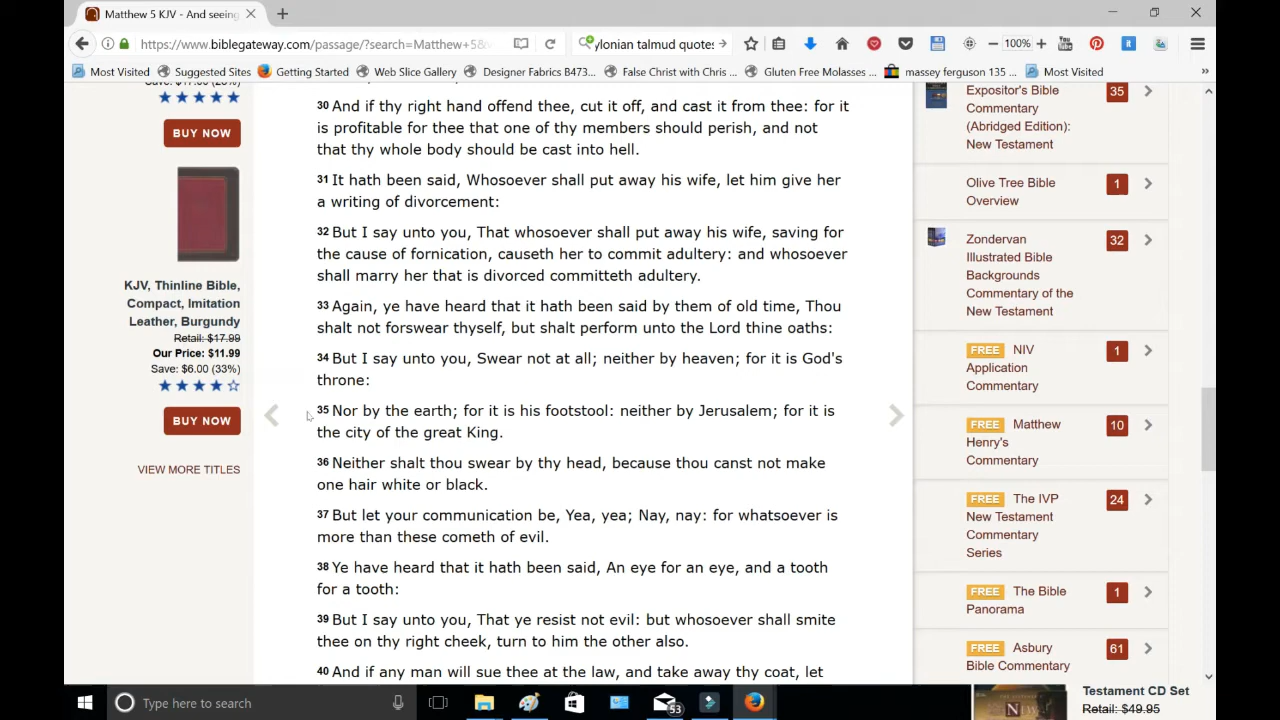 Matthew 5 KJV - And seeing
https://www.biblegateway.com/passage/?search=Matthew+5&
ylonian talmud quotes
100%
You Tube
Most Visited
Suggested Sites
Getting Started
Web Slice Gallery
Designer Fabrics B473...
False Christ with Chris ...
Gluten Free Molasses ...
massey ferguson 135 ...
Most Visited
BUY NOW
KJV, Thinline Bible,
Compact, Imitation
Leather, Burgundy
Retail: $17.99
Our Price: $11.99
Save: $6.00 (33%)
BUY NOW
VIEW MORE TITLES
30 And if thy right hand offend thee, cut it off, and cast it from thee: for it
is profitable for thee that one of thy members should perish, and not
that thy whole body should be cast into hell.
31 It hath been said, Whosoever shall put away his wife, let him give her
a writing of divorcement:
32 But I say unto you, That whosoever shall put away his wife, saving for
the cause of fornication, causeth her to commit adultery: and whosoever
shall marry her that is divorced committeth adultery.
33 Again, ye have heard that it hath been said by them of old time, Thou
shalt not forswear thyself, but shalt perform unto the Lord thine oaths:
34 But I say unto you, Swear not at all; neither by heaven; for it is God's
throne:
35 Nor by the earth; for it is his footstool: neither by Jerusalem; for it is
the city of the great King.
36 Neither shalt thou swear by thy head, because thou canst not make
one hair white or black.
37 But let your communication be, Yea, yea; Nay, nay: for whatsoever is
more than these cometh of evil.
38 Ye have heard that it hath been said, An eye for an eye, and a tooth
for a tooth:
39 But I say unto you, That ye resist not evil: but whosoever shall smite
thee on thy right cheek, turn to him the other also.
40 And if any man will sue thee at the law, and take away thy coat, let
Expositor's Bible
Commentary
(Abridged Edition):
New Testament
35
Olive Tree Bible
Overview
1
Zondervan
Illustrated Bible
Backgrounds
Commentary of the
New Testament
32
FREE NIV
Application
Commentary
1
FREE Matthew
Henry's
Commentary
10
FREE The IVP
New Testament
Commentary
Series
24
FREE The Bible
Panorama
1
FREE Asbury
Bible Commentary
61
Testament CD Set
Retail: $49.95
Type here to search
53